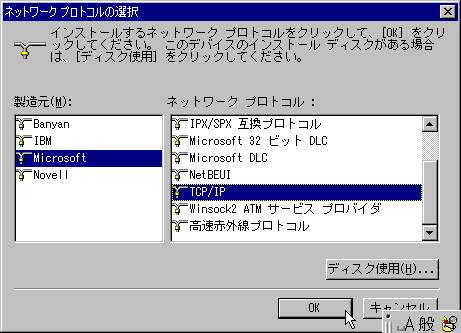 ネットワーク プロトコルの選択
インストールするネットワーク プロトコルをクリックして、[OK] をクリ
ックしてください。 このデバイスのインストール ディスクがある場合
は、[ディスク使用] をクリックしてください。
製造元(M):
Banyan
IBM
Microsoft
Novell
ネットワーク プロトコル :
IPX/SPX 互換プロトコル
Microsoft 32 ビット DLC
Microsoft DLC
NetBEUI
TCP/IP
Winsock2 ATM サービス プロバイダ
高速赤外線プロトコル
ディスク使用(H)...
OK
キャンセル
A 般